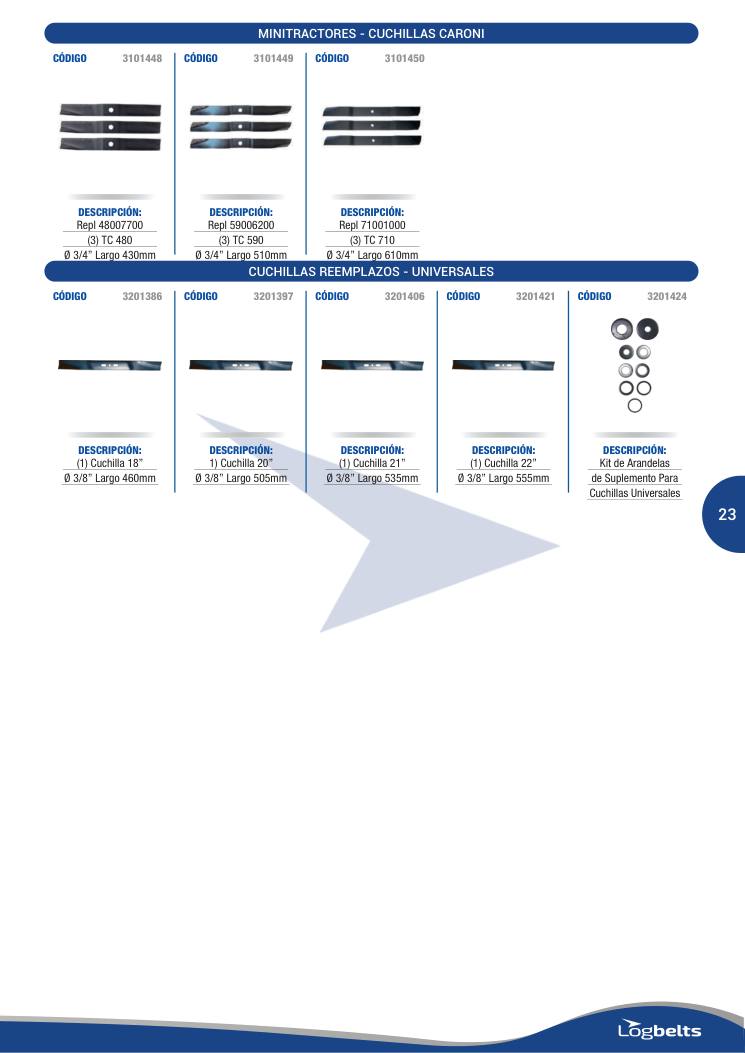 MINITRACTORES - CUCHILLAS CARONI
CÓDIGO 3101448
DESCRIPCIÓN:
Repl 48007700
(3) TC 480
Ø 3/4” Largo 430mm
CÓDIGO 3101449
DESCRIPCIÓN:
Repl 59006200
(3) TC 590
Ø 3/4” Largo 510mm
CÓDIGO 3101450
DESCRIPCIÓN:
Repl 71001000
(3) TC 710
Ø 3/4” Largo 610mm
CUCHILLAS REEMPLAZOS - UNIVERSALES
CÓDIGO 3201386
DESCRIPCIÓN:
(1) Cuchilla 18”
Ø 3/8” Largo 460mm
CÓDIGO 3201397
DESCRIPCIÓN:
1) Cuchilla 20”
Ø 3/8” Largo 505mm
CÓDIGO 3201406
DESCRIPCIÓN:
(1) Cuchilla 21”
Ø 3/8” Largo 535mm
CÓDIGO 3201421
DESCRIPCIÓN:
(1) Cuchilla 22”
Ø 3/8” Largo 555mm
CÓDIGO 3201424
DESCRIPCIÓN:
Kit de Arandelas
de Suplemento Para
Cuchillas Universales
23
Logbelts